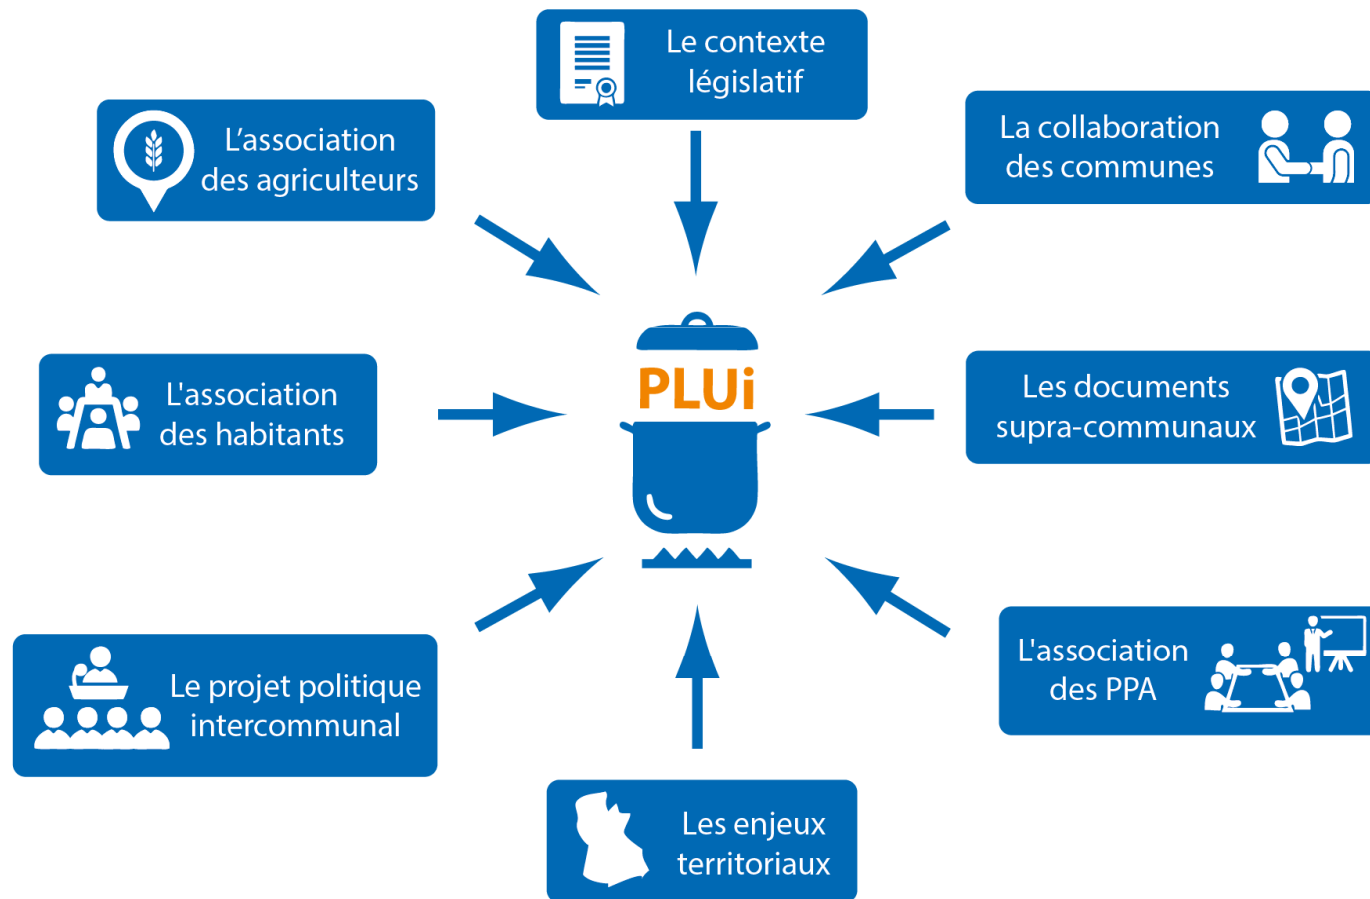 Le contexte
législatif
L’association
des agriculteurs
La collaboration
des communes
L'association
des habitants
PLUi
Les documents
supra-communaux
Le projet politique
intercommunal
L'association
des PPA
Les enjeux
territoriaux